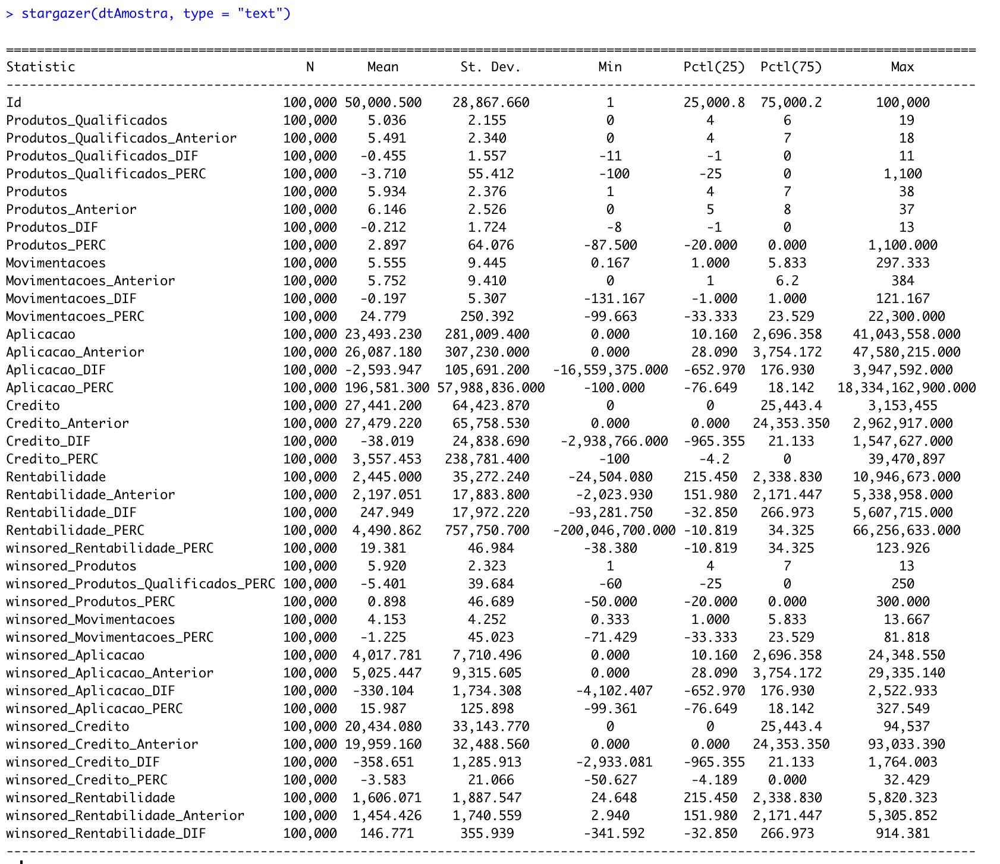 > stargazer(dtAmostra, type = "text")
==========================================================================================================================
Statistic N Mean St. Dev. Min Pctl(25) Pctl(75) Max
--------------------------------------------------------------------------------------------------------------------------
Id 100,000 50,000.500 28,867.660 1 25,000.8 75,000.2 100,000
Produtos_Qualificados 100,000 5.036 2.155 0 4 6 19
Produtos_Qualificados_Anterior 100,000 5.491 2.340 0 4 7 18
Produtos_Qualificados_DIF 100,000 -0.455 1.557 -11 -1 0 11
Produtos_Qualificados_PERC 100,000 -3.710 55.412 -100 -25 0 1,100
Produtos 100,000 5.934 2.376 1 4 7 38
Produtos_Anterior 100,000 6.146 2.526 0 5 8 37
Produtos_DIF 100,000 -0.212 1.724 -8 -1 0 13
Produtos_PERC 100,000 2.897 64.076 -87.500 -20.000 0.000 1,100.000
Movimentacoes 100,000 5.555 9.445 0.167 1.000 5.833 297.333
Movimentacoes_Anterior 100,000 5.752 9.410 0 1 6.2 384
Movimentacoes_DIF 100,000 -0.197 5.307 -131.167 -1.000 1.000 121.167
Movimentacoes_PERC 100,000 24.779 250.392 -99.663 -33.333 23.529 22,300.000
Aplicacao 100,000 23,493.230 281,009.400 0.000 10.160 2,696.358 41,043,558.000
Aplicacao_Anterior 100,000 26,087.180 307,230.000 0.000 28.090 3,754.172 47,580,215.000
Aplicacao_DIF 100,000 -2,593.947 105,691.200 -16,559,375.000 -652.970 176.930 3,947,592.000
Aplicacao_PERC 100,000 196,581.300 57,988,836.000 -100.000 -76.649 18.142 18,334,162,900.000
Credito 100,000 27,441.200 64,423.870 0 0 25,443.4 3,153,455
Credito_Anterior 100,000 27,479.220 65,758.530 0.000 0.000 24,353.350 2,962,917.000
Credito_DIF 100,000 -38.019 24,838.690 -2,938,766.000 -965.355 21.133 1,547,627.000
Credito_PERC 100,000 3,557.453 238,781.400 -100 -4.2 0 39,470,897
Rentabilidade 100,000 2,445.000 35,272.240 -24,504.080 215.450 2,338.830 10,946,673.000
Rentabilidade_Anterior 100,000 2,197.051 17,883.800 -2,023.930 151.980 2,171.447 5,338,958.000
Rentabilidade_DIF 100,000 247.949 17,972.220 -93,281.750 -32.850 266.973 5,607,715.000
Rentabilidade_PERC 100,000 4,490.862 757,750.700 -200,046,700.000 -10.819 34.325 66,256,633.000
winsored_Rentabilidade_PERC 100,000 19.381 46.984 -38.380 -10.819 34.325 123.926
winsored_Produtos 100,000 5.920 2.323 1 4 7 13
winsored_Produtos_Qualificados_PERC 100,000 -5.401 39.684 -60 -25 0 250
winsored_Produtos_PERC 100,000 0.898 46.689 -50.000 -20.000 0.000 300.000
winsored_Movimentacoes 100,000 4.153 4.252 0.333 1.000 5.833 13.667
winsored_Movimentacoes_PERC 100,000 -1.225 45.023 -71.429 -33.333 23.529 81.818
winsored_Aplicacao 100,000 4,017.781 7,710.496 0.000 10.160 2,696.358 24,348.550
winsored_Aplicacao_Anterior 100,000 5,025.447 9,315.605 0.000 28.090 3,754.172 29,335.140
winsored_Aplicacao_DIF 100,000 -330.104 1,734.308 -4,102.407 -652.970 176.930 2,522.933
winsored_Aplicacao_PERC 100,000 15.987 125.898 -99.361 -76.649 18.142 327.549
winsored_Credito 100,000 20,434.080 33,143.770 0 0 25,443.4 94,537
winsored_Credito_Anterior 100,000 19,959.160 32,488.560 0.000 0.000 24,353.350 93,033.390
winsored_Credito_DIF 100,000 -358.651 1,285.913 -2,933.081 -965.355 21.133 1,764.003
winsored_Credito_PERC 100,000 -3.583 21.066 -50.627 -4.189 0.000 32.429
winsored_Rentabilidade 100,000 1,606.071 1,887.547 24.648 215.450 2,338.830 5,820.323
winsored_Rentabilidade_Anterior 100,000 1,454.426 1,740.559 2.940 151.980 2,171.447 5,305.852
winsored_Rentabilidade_DIF 100,000 146.771 355.939 -341.592 -32.850 266.973 914.381
--------------------------------------------------------------------------------------------------------------------------